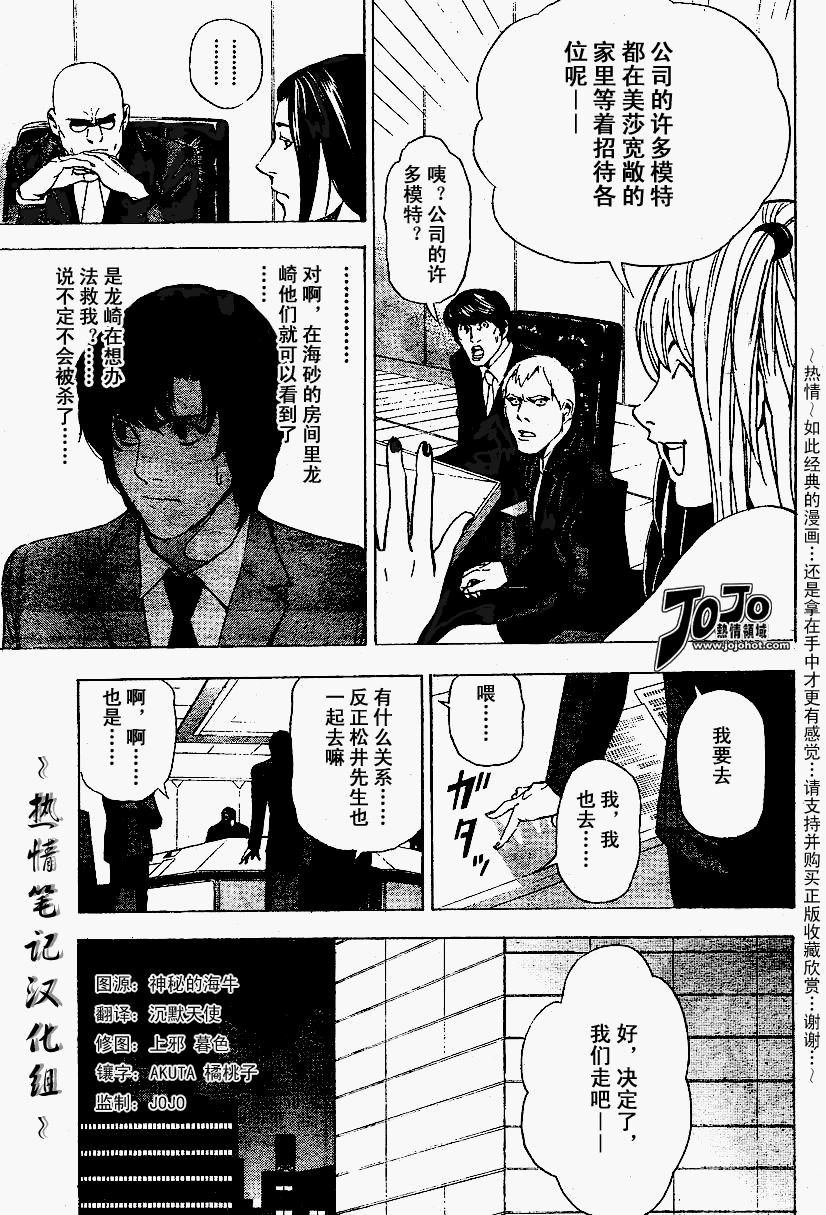 公司的许多模特
都在美莎宽敞的
家里等着招待各
位呢——
咦？公司的许
多模特？
………
…………
对啊，在海砂的房间里龙
崎他们就可以看到了
……
是龙崎在想办
法救我？……
说不定不会被杀了……
我要去
我，我
也去……
喂……
ガタッ
有什么关系……
反正松井先生也
一起去嘛
啊，啊……
也是……
好，决定了，
我们走吧——
图源：神秘的海牛
翻译：沉默天使
修图：上邪 暮色
镶字：AKUTA 橘桃子
监制：JOJO
～热情笔记汉化组～
JOJO
熱情領域
www.jojohot.com
～热情～如此经典的漫画…还是拿在手中才更有感觉…请支持并购买正版收藏欣赏…谢谢…～